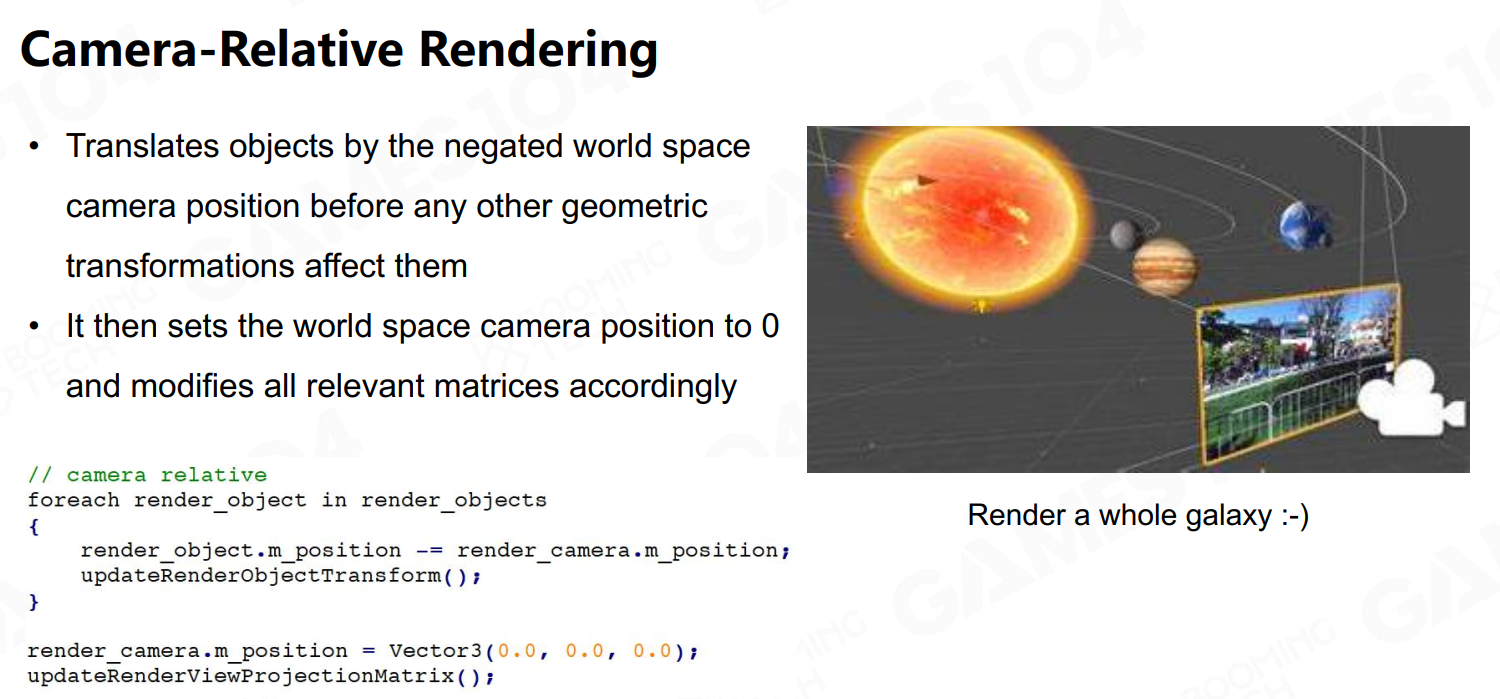 Camera-Relative Rendering
• Translates objects by the negated world space
camera position before any other geometric
transformations affect them
• It then sets the world space camera position to 0
and modifies all relevant matrices accordingly
// camera relative
foreach render_object in render_objects
{
    render_object.m_position -= render_camera.m_position;
    updateRenderObjectTransform();
}
render_camera.m_position = Vector3(0.0, 0.0, 0.0);
updateRenderViewProjectionMatrix();
Render a whole galaxy :-)
GAMES104
BOOMING
TECH